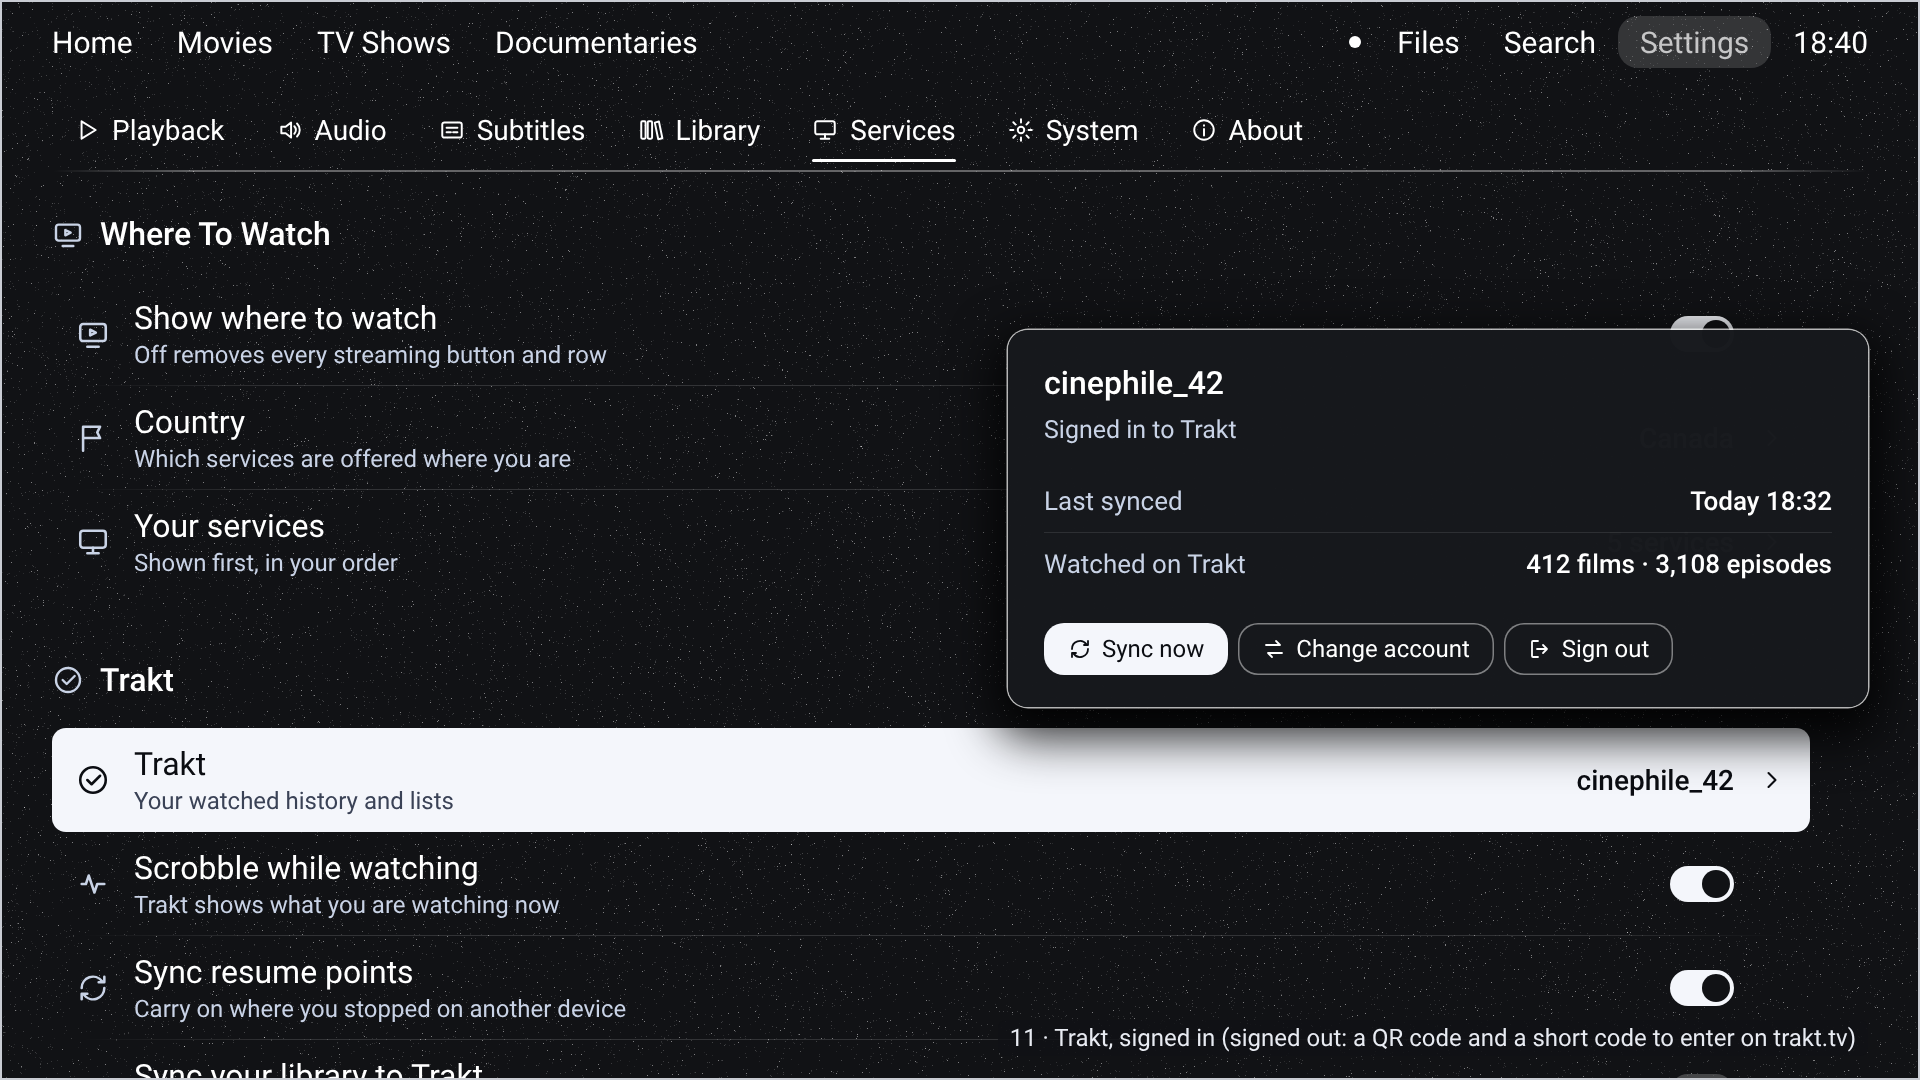 Home Movies TV Shows Documentaries Files Search Settings 18:40
Playback Audio Subtitles Library Services System About
Where To Watch
Show where to watch
Off removes every streaming button and row
Country
Which services are offered where you are
Your services
Shown first, in your order
cinephile_42
Signed in to Trakt
Canada
Last synced Today 18:32
Watched on Trakt 412 films · 3,108 episodes
Sync now Change account Sign out
Trakt
Trakt
Your watched history and lists
cinephile_42
Scrobble while watching
Trakt shows what you are watching now
Sync resume points
Carry on where you stopped on another device
11 · Trakt, signed in (signed out: a QR code and a short code to enter on trakt.tv)
Sync your library to Trakt